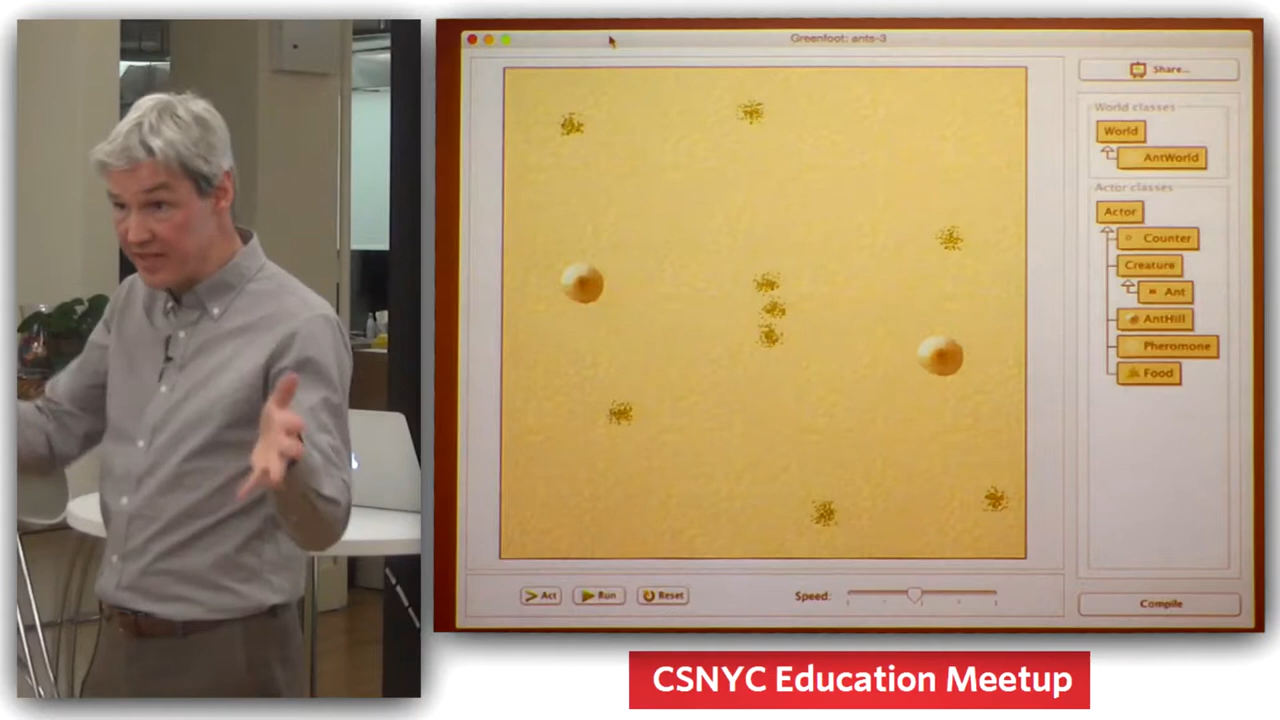 Greenfoot: ants-3
Share...
World classes
World
AntWorld
Actor classes
Actor
Counter
Creature
Ant
AntHill
Pheromone
Food
Act
Run
Reset
Speed:
Compile
CSNYC Education Meetup